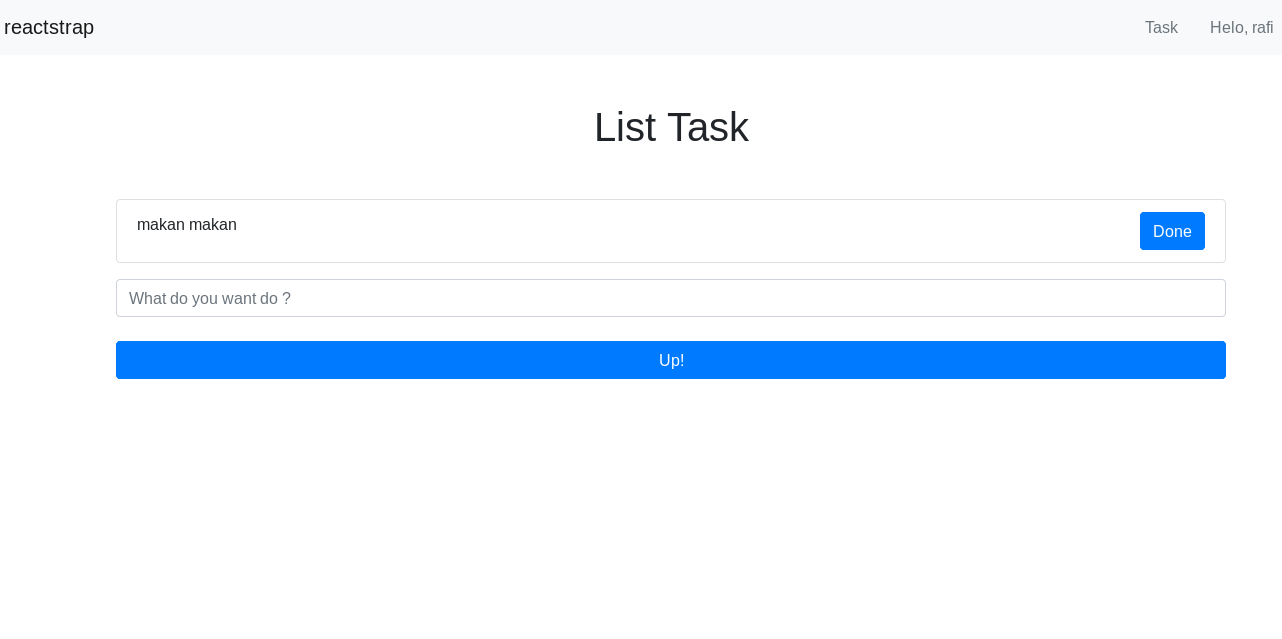 reactstrap Task Helo, rafi
List Task
makan makan Done
What do you want do ?
Up!